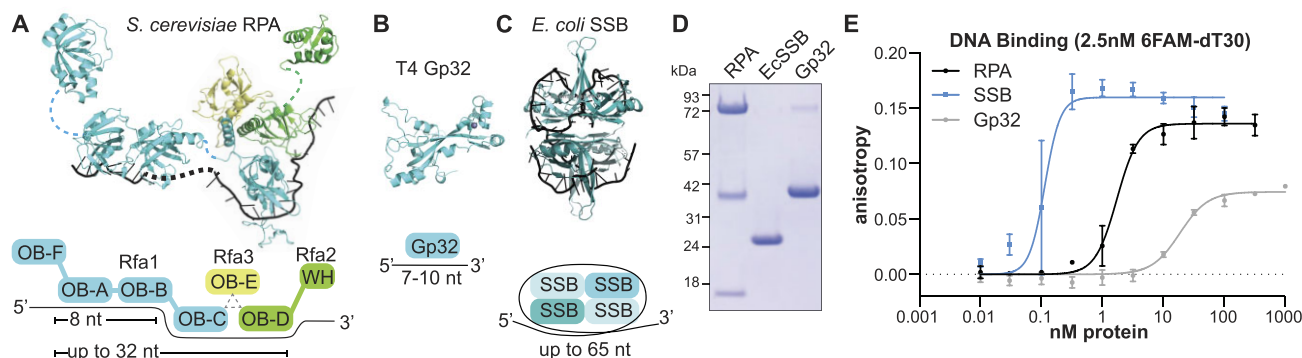 A
S. cerevisiae RPA
OB-F
Rfa1
OB-A
OB-B
OB-C
Rfa3
OB-E
OB-D
Rfa2
WH
5’
3’
8 nt
up to 32 nt
B
T4 Gp32
Gp32
5’
3’
7-10 nt
C
E. coli SSB
SSB
SSB
SSB
SSB
5’
3’
up to 65 nt
D
kDa
RPA
EcSSB
Gp32
93
72
57
42
31
24
18
E
DNA Binding (2.5nM 6FAM-dT30)
RPA
SSB
Gp32
anisotropy
0.20
0.15
0.10
0.05
0.00
0.001
0.01
0.1
1
10
100
1000
nM protein